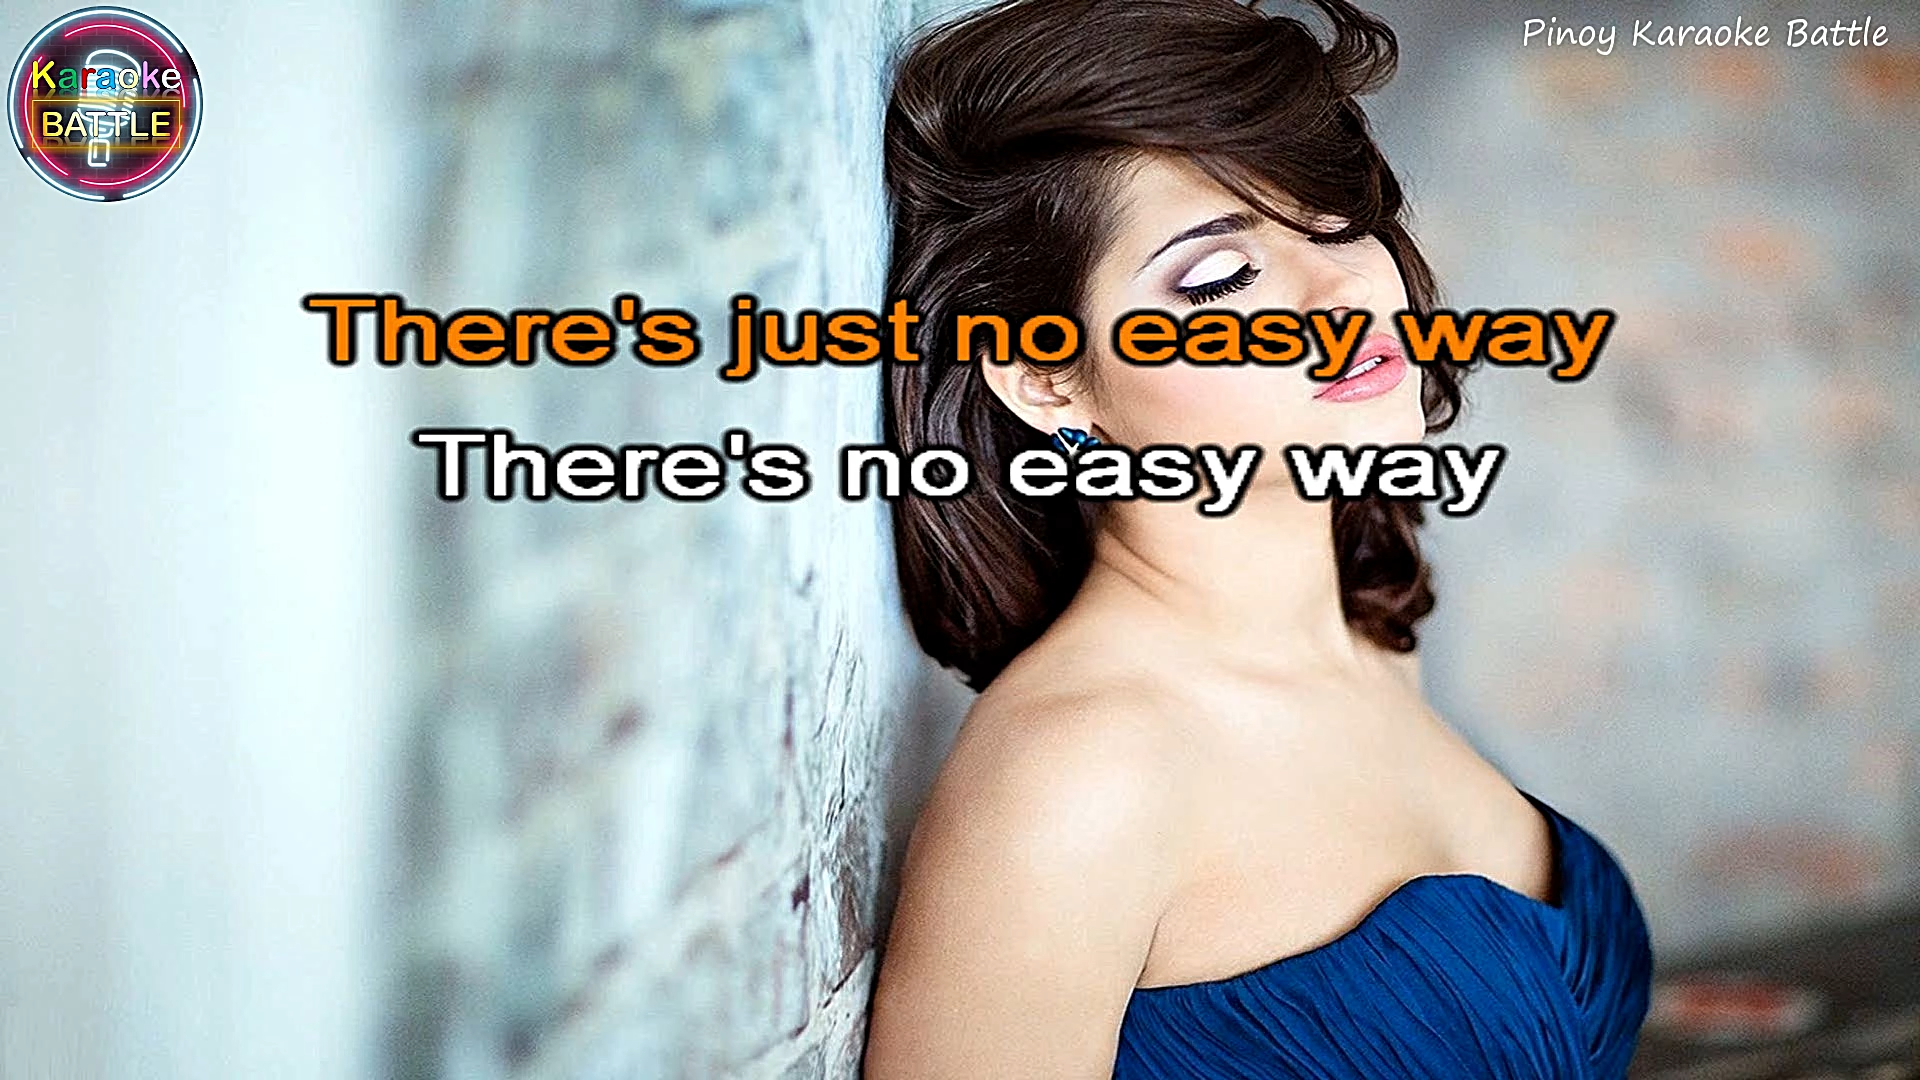 Karaoke
BATTLE
Pinoy Karaoke Battle
There's just no easy way
There's no easy way